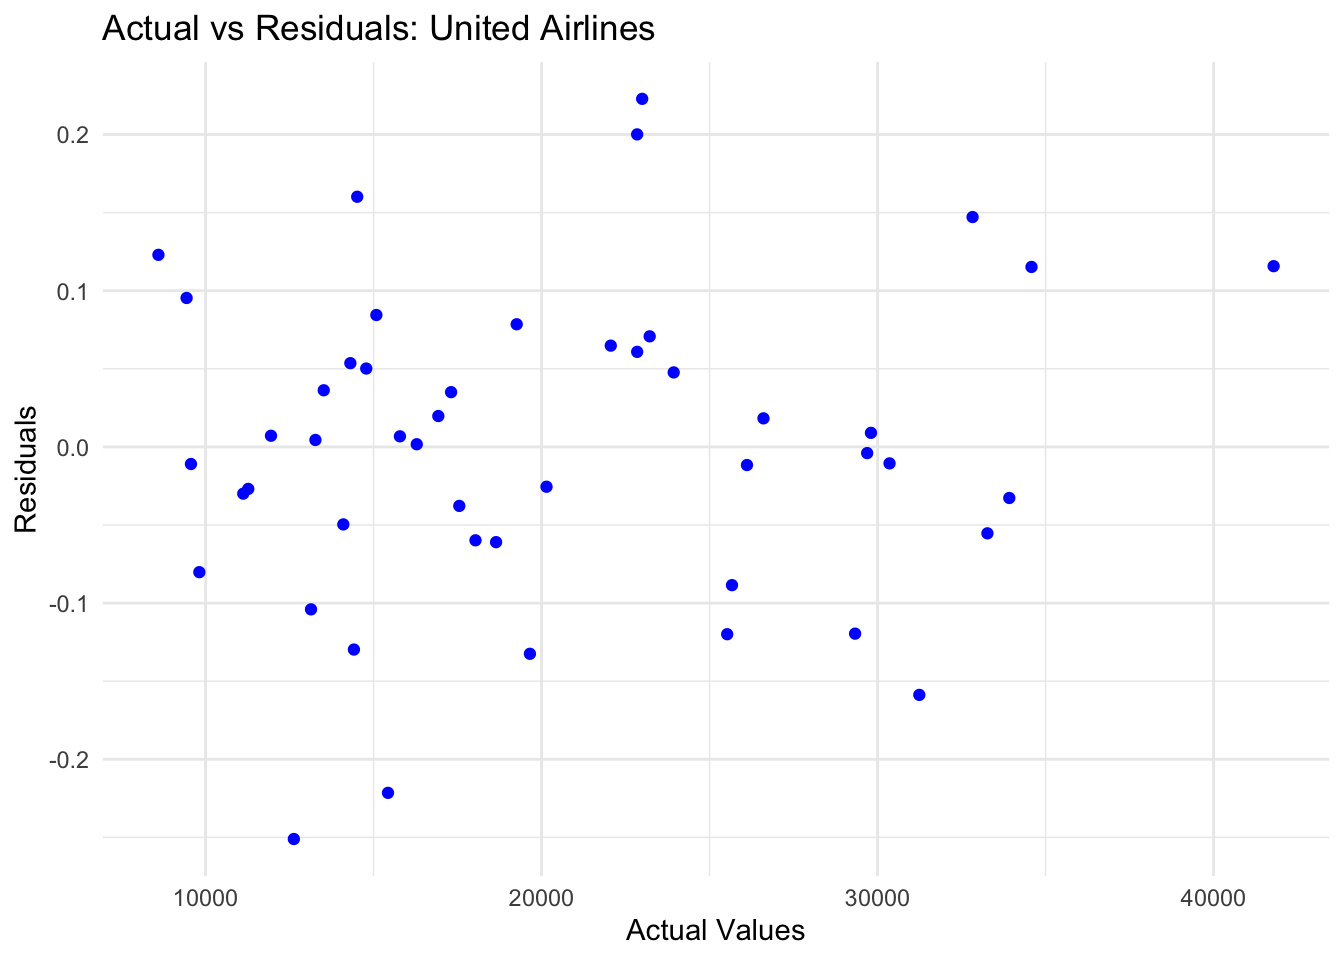 Actual vs Residuals: United Airlines
0.2
0.1
0.0
-0.1
-0.2
Residuals
10000 20000 30000 40000
Actual Values